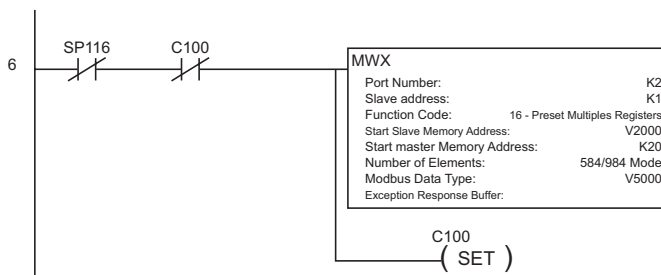 SP116 C100
6
MWX
Port Number: K2
Slave address: K1
Function Code: 16 - Preset Multiples Registers
Start Slave Memory Address: V2000
Start master Memory Address: K20
Number of Elements: 584/984 Mode
Modbus Data Type: V5000
Exception Response Buffer:
C100
( SET )